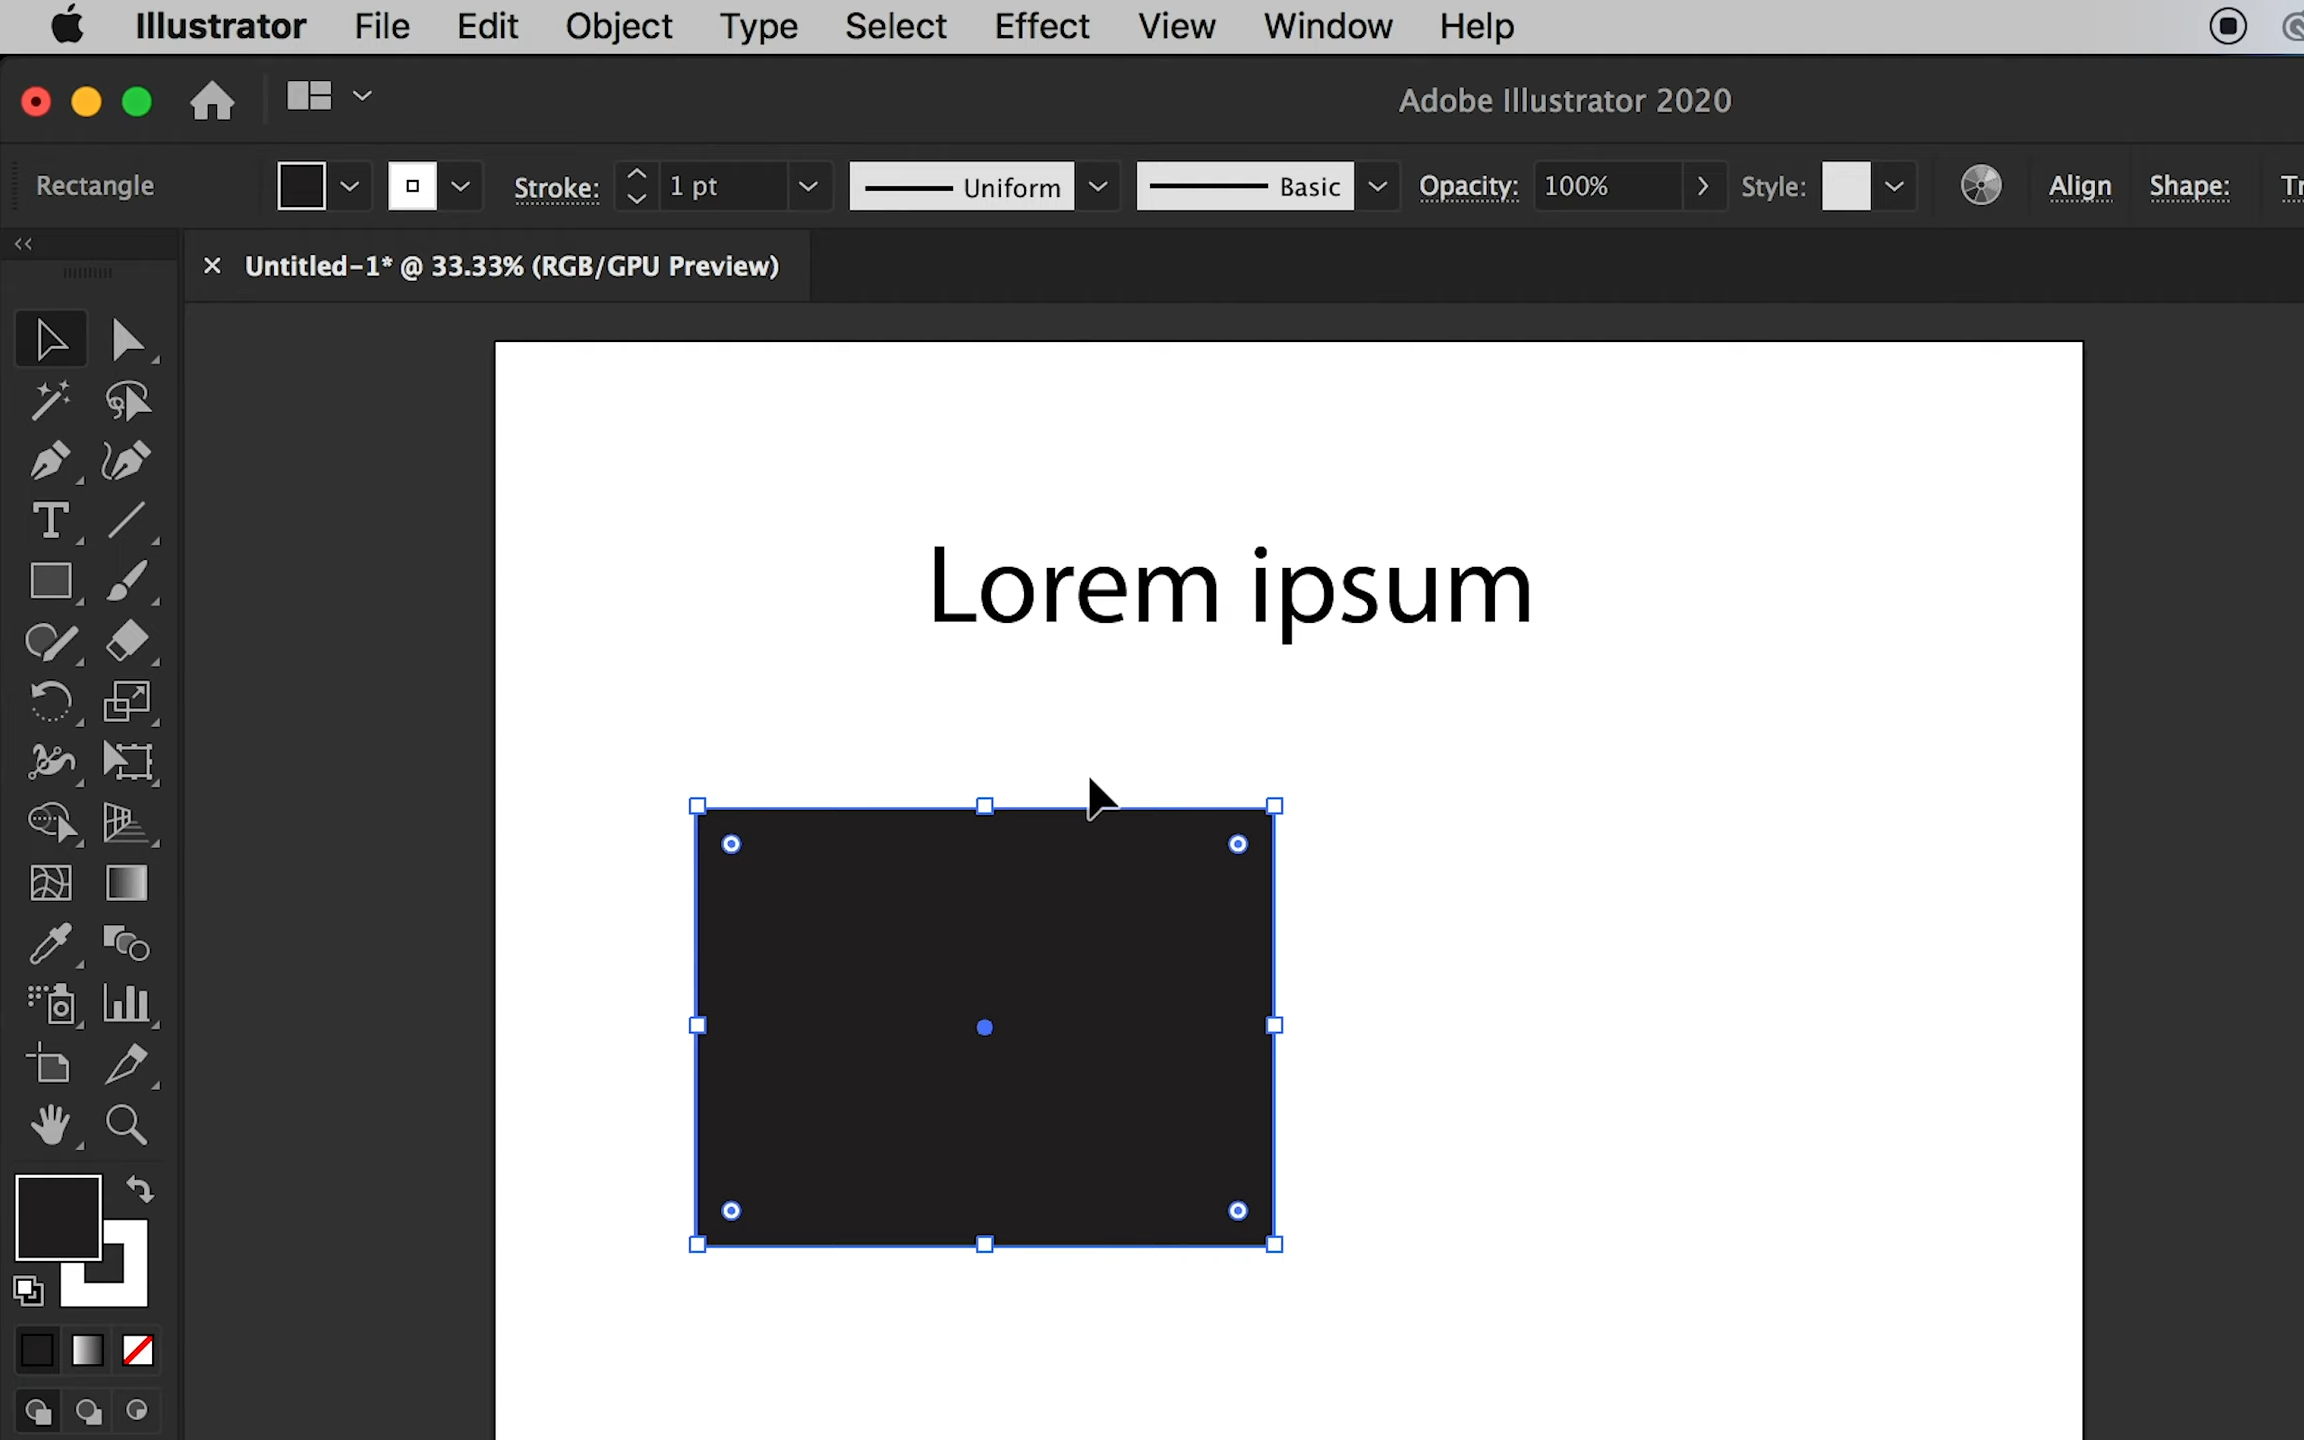 Illustrator File Edit Object Type Select Effect View Window Help
Adobe Illustrator 2020
Rectangle Stroke: 1 pt Uniform Basic Opacity: 100% Style: Align Shape:
Untitled-1* @ 33.33% (RGB/GPU Preview)
Lorem ipsum